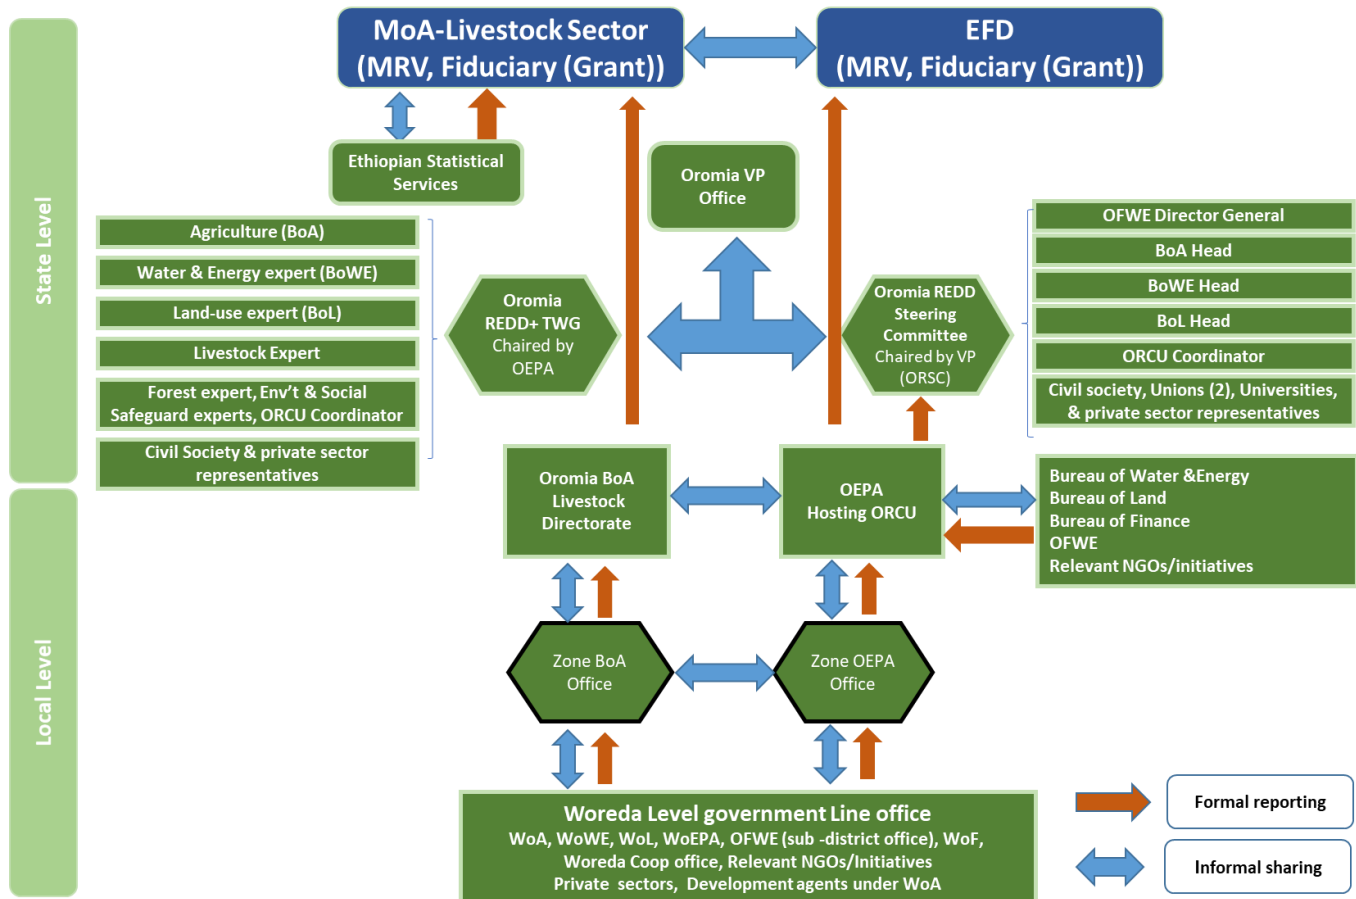 MoA-Livestock Sector
(MRV, Fiduciary (Grant))
EFD
(MRV, Fiduciary (Grant))
State Level
Ethiopian Statistical
Services
Oromia VP
Office
Agriculture (BoA)
Water & Energy expert (BoWE)
Land-use expert (BoL)
Livestock Expert
Forest expert, Env’t & Social
Safeguard experts, ORCU Coordinator
Civil Society & private sector
representatives
Oromia
REDD+ TWG
Chaired by
OEPA
Oromia REDD
Steering
Committee
Chaired by VP
(ORSC)
OFWE Director General
BoA Head
BoWE Head
BoL Head
ORCU Coordinator
Civil society, Unions (2), Universities,
& private sector representatives
Oromia BoA
Livestock
Directorate
OEPA
Hosting ORCU
Bureau of Water &Energy
Bureau of Land
Bureau of Finance
OFWE
Relevant NGOs/initiatives
Local Level
Zone BoA
Office
Zone OEPA
Office
Woreda Level government Line office
WoA, WoWE, WoL, WoEPA, OFWE (sub -district office), WoF,
Woreda Coop office, Relevant NGOs/Initiatives
Private sectors, Development agents under WoA
Formal reporting
Informal sharing